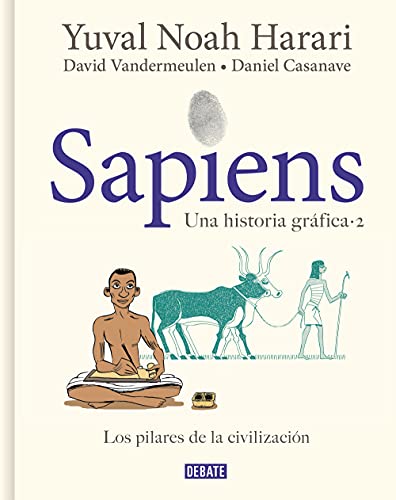 Yuval Noah Harari
David Vandermeulen • Daniel Casanave
Sapiens
Una historia gráfica·2
Los pilares de la civilización
DEBATE